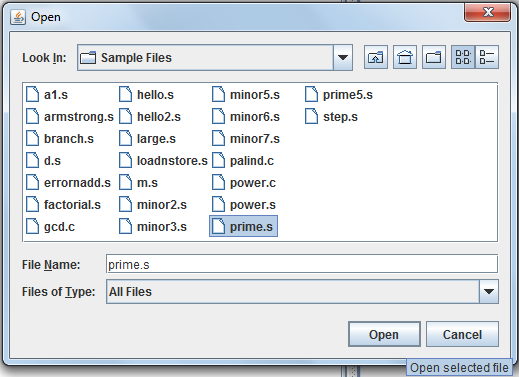 Open
Look In: Sample Files
a1.s hello.s minor5.s prime5.s
armstrong.s hello2.s minor6.s step.s
branch.s large.s minor7.s
d.s loadnstore.s palind.c
errornadd.s m.s power.c
factorial.s minor2.s power.s
gcd.c minor3.s prime.s
File Name: prime.s
Files of Type: All Files
Open Cancel
Open selected file